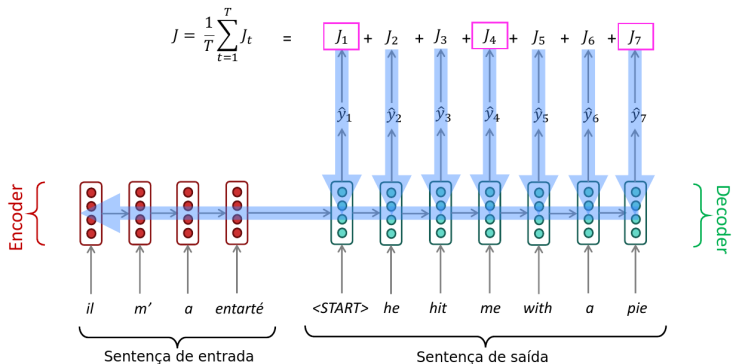 J = 1/T ∑_{t=1}^{T} J_t = J_1 + J_2 + J_3 + J_4 + J_5 + J_6 + J_7
ŷ_1 ŷ_2 ŷ_3 ŷ_4 ŷ_5 ŷ_6 ŷ_7
Encoder
Decoder
il m' a entarté <START> he hit me with a pie
Sentença de entrada Sentença de saída